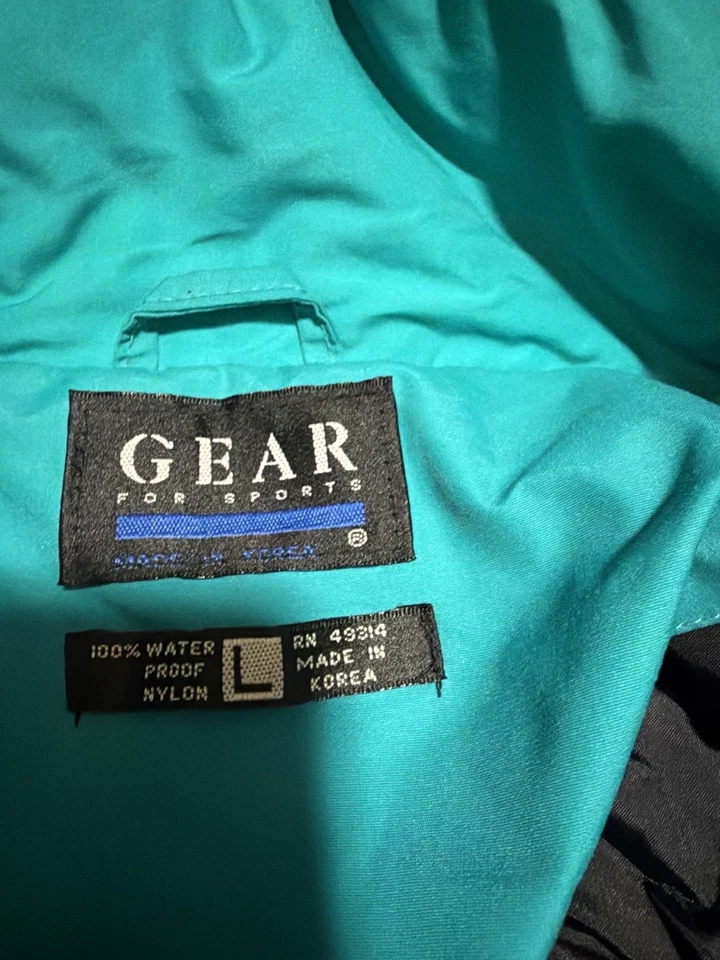 GEAR
FOR SPORTS
®
MADE IN KOREA
100% WATER
PROOF
NYLON
L
RN 49314
MADE IN
KOREA